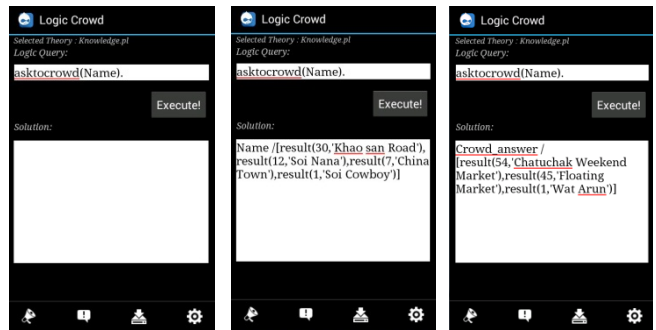 Logic Crowd
Selected Theory : Knowledge.pl
Logic Query:
asktocrowd(Name).
Execute!
Solution:
Logic Crowd
Selected Theory : Knowledge.pl
Logic Query:
asktocrowd(Name).
Execute!
Solution:
Name /[result(30,'Khao san Road'),
result(12,'Soi Nana'),result(7,'China
Town'),result(1,'Soi Cowboy')]
Logic Crowd
Selected Theory : Knowledge.pl
Logic Query:
asktocrowd(Name).
Execute!
Solution:
Crowd_answer /
[result(54,'Chatuchak Weekend
Market'),result(45,'Floating
Market'),result(1,'Wat Arun')]